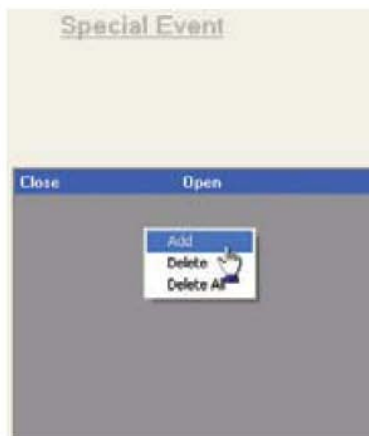 Special Event
Close Open
Add
Delete
Delete All